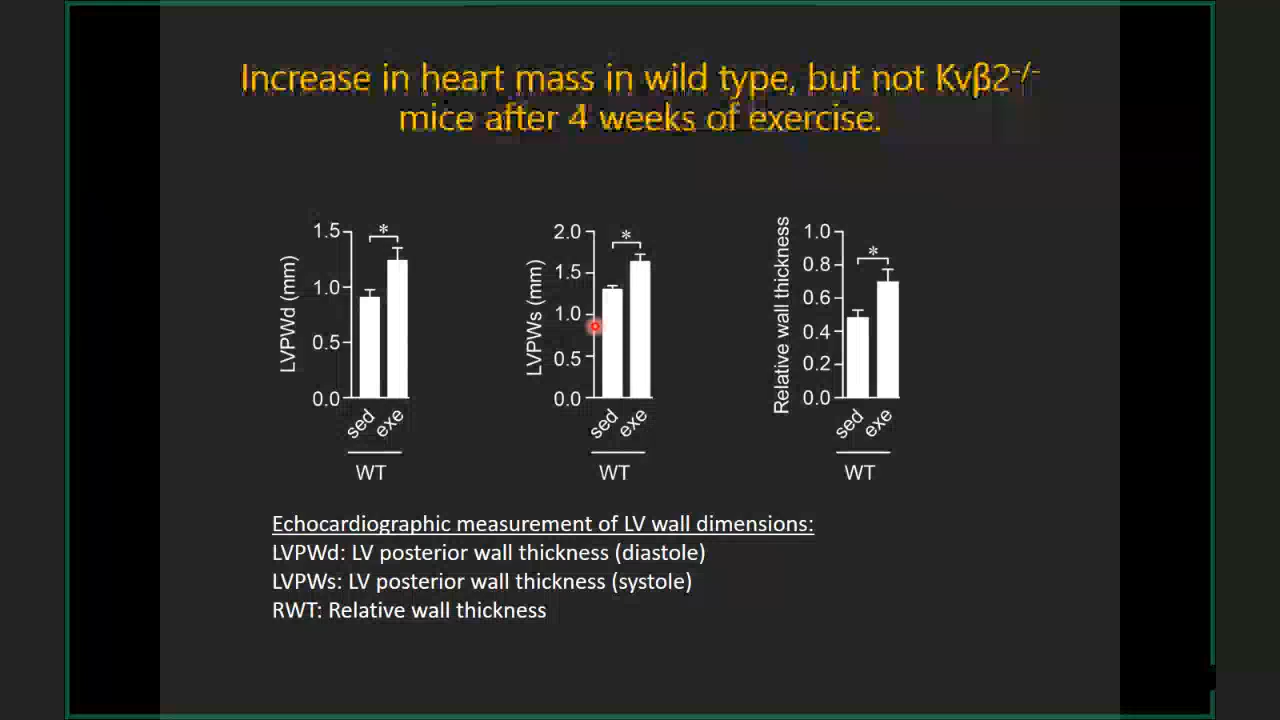 Increase in heart mass in wild type, but not Kvβ2⁻/⁻
mice after 4 weeks of exercise.
LVPWd (mm)
1.5
1.0
0.5
0.0
*
sed
exe
WT
LVPWs (mm)
2.0
1.5
1.0
0.5
0.0
*
sed
exe
WT
Relative wall thickness
1.0
0.8
0.6
0.4
0.2
0.0
*
sed
exe
WT
Echocardiographic measurement of LV wall dimensions:
LVPWd: LV posterior wall thickness (diastole)
LVPWs: LV posterior wall thickness (systole)
RWT: Relative wall thickness